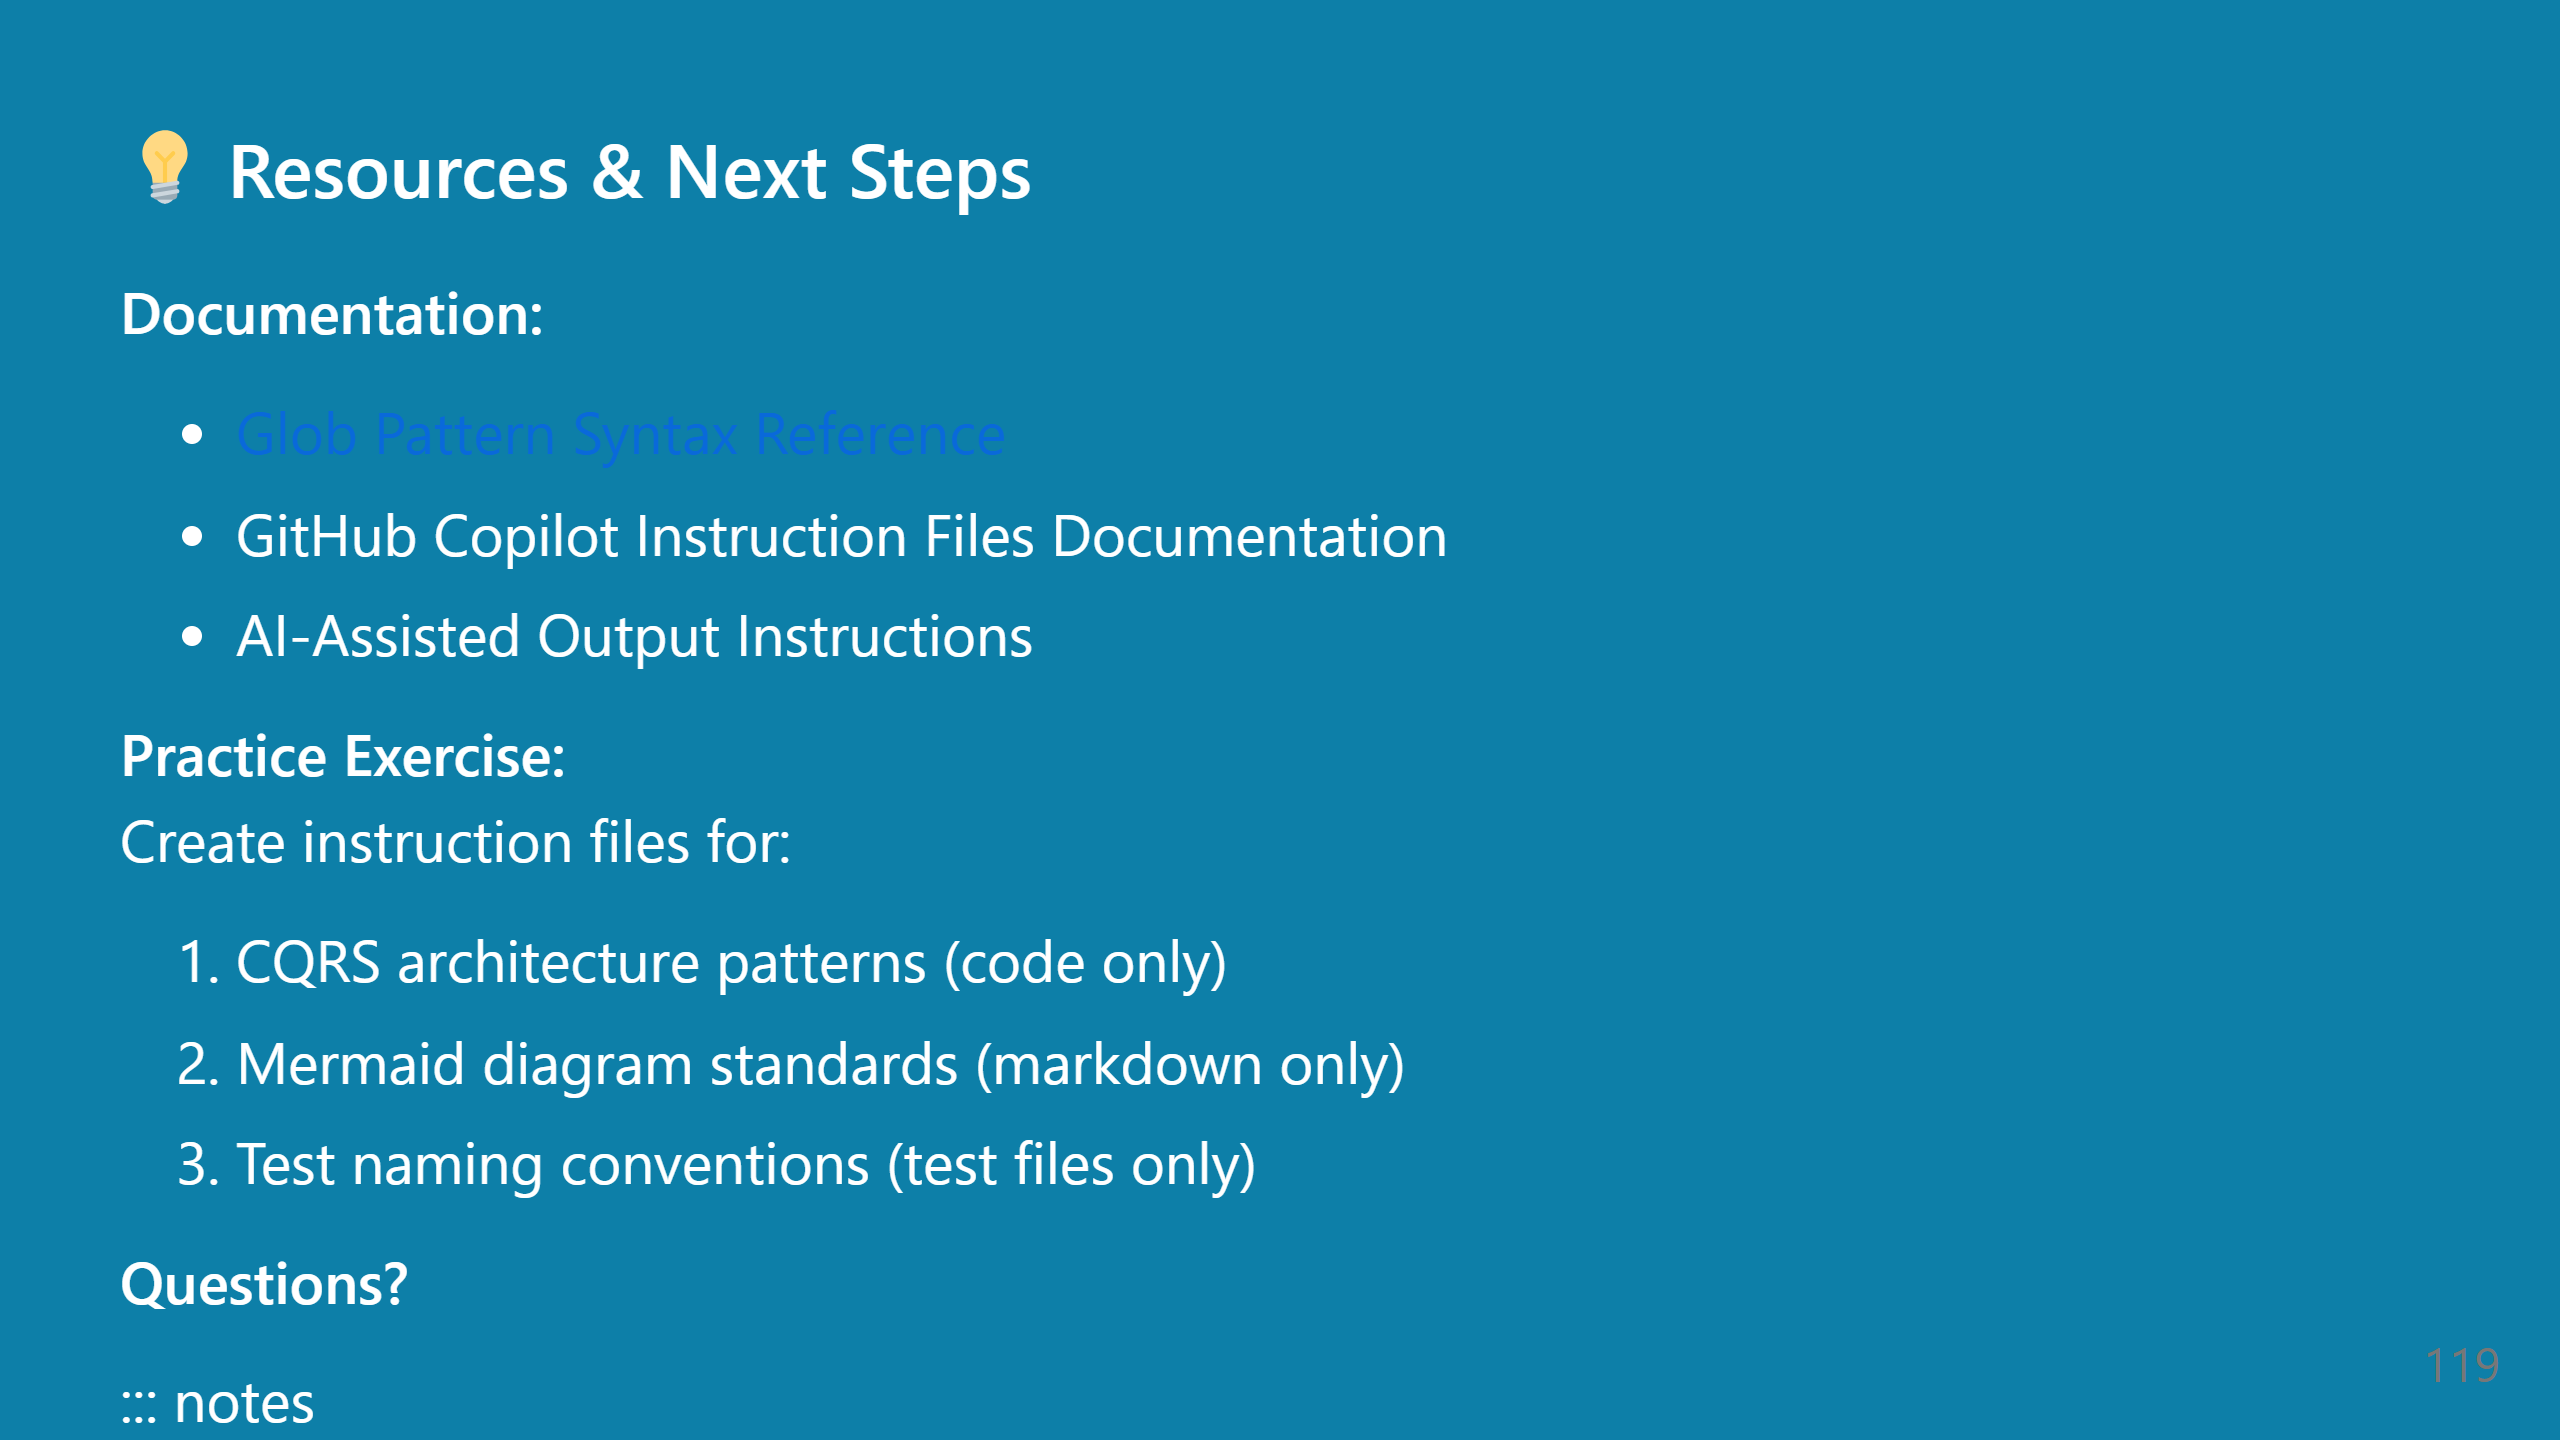 💡 Resources & Next Steps
Documentation:
• Glob Pattern Syntax Reference
• GitHub Copilot Instruction Files Documentation
• AI-Assisted Output Instructions
Practice Exercise:
Create instruction files for:
1. CQRS architecture patterns (code only)
2. Mermaid diagram standards (markdown only)
3. Test naming conventions (test files only)
Questions?
::: notes
119